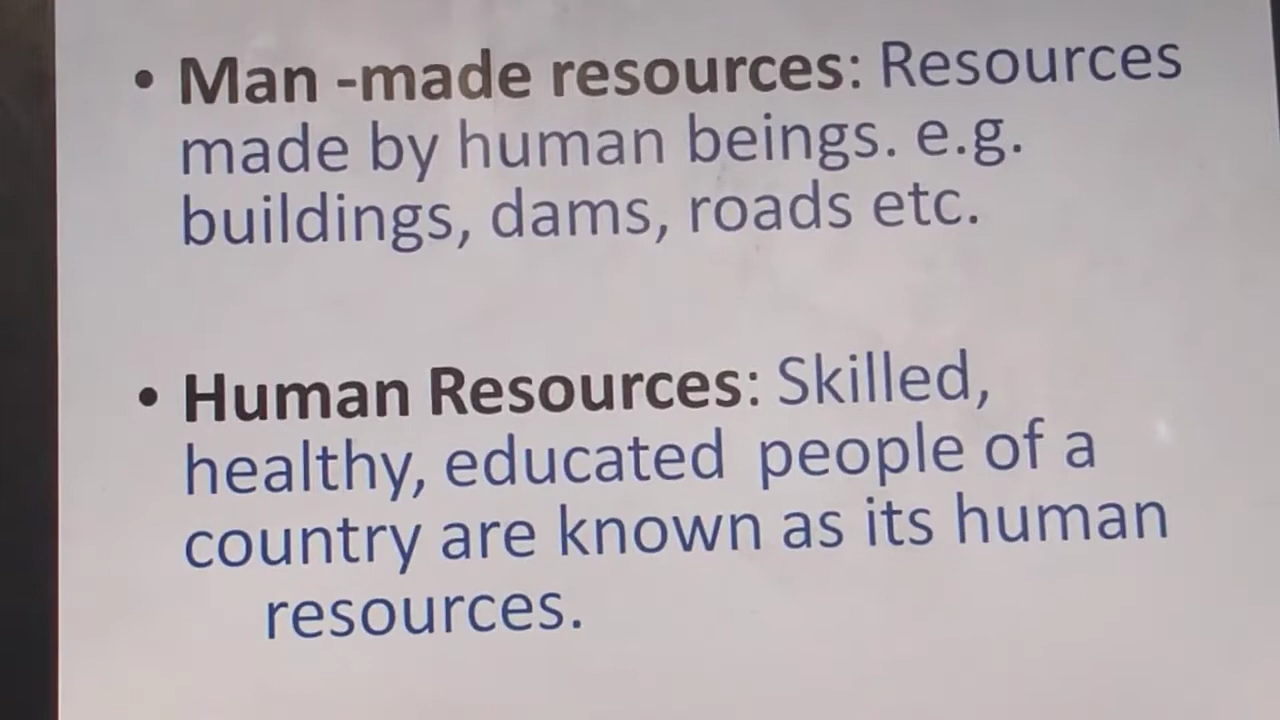 • Man -made resources: Resources
made by human beings. e.g.
buildings, dams, roads etc.
• Human Resources: Skilled,
healthy, educated people of a
country are known as its human
resources.